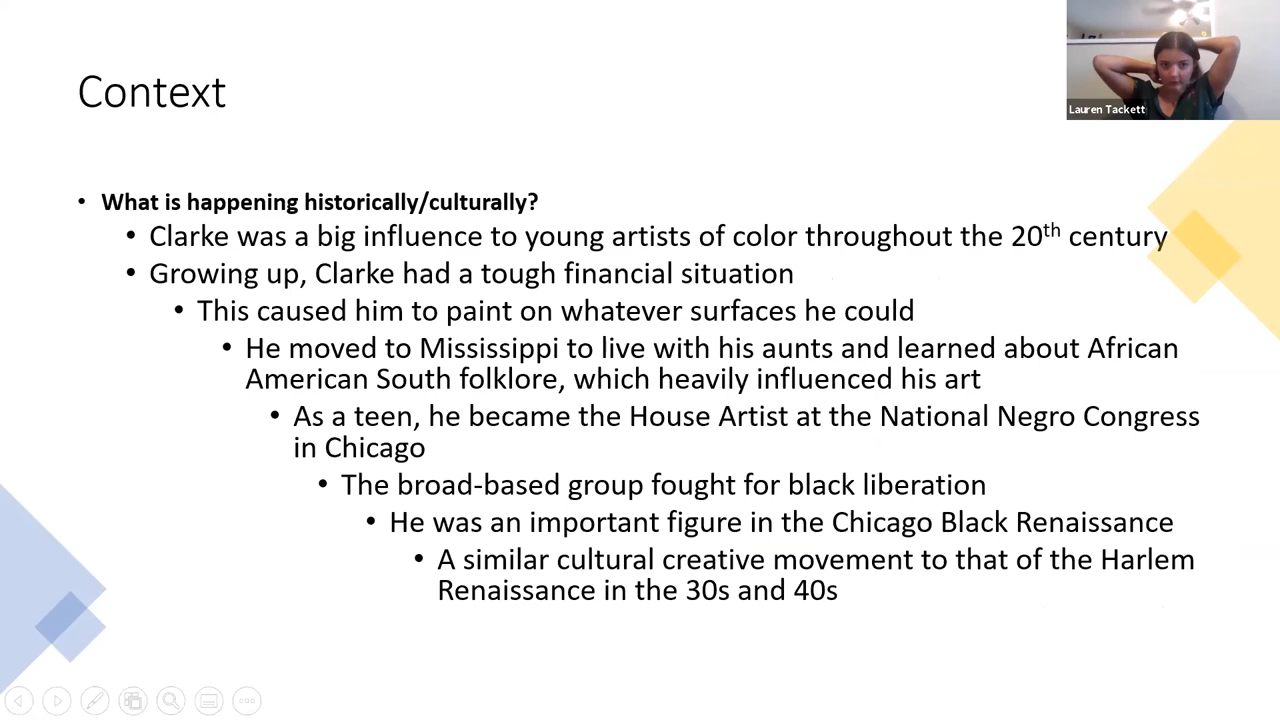 Context
Lauren Tackett
• What is happening historically/culturally?
• Clarke was a big influence to young artists of color throughout the 20th century
• Growing up, Clarke had a tough financial situation
• This caused him to paint on whatever surfaces he could
• He moved to Mississippi to live with his aunts and learned about African
American South folklore, which heavily influenced his art
• As a teen, he became the House Artist at the National Negro Congress
in Chicago
• The broad-based group fought for black liberation
• He was an important figure in the Chicago Black Renaissance
• A similar cultural creative movement to that of the Harlem
Renaissance in the 30s and 40s